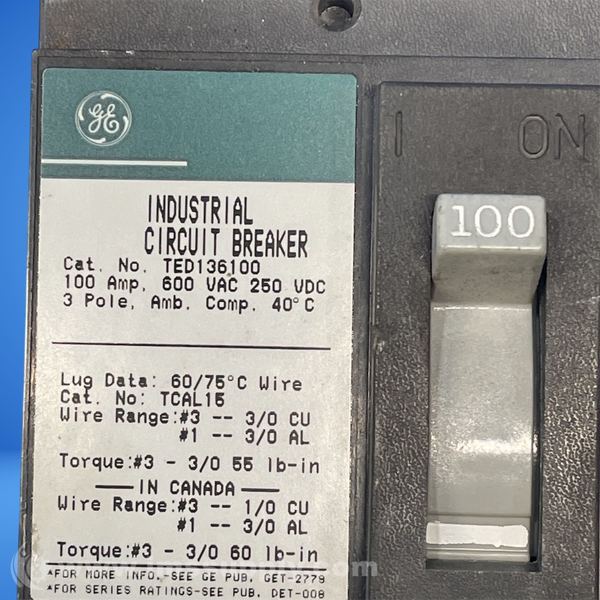 GE
INDUSTRIAL
CIRCUIT BREAKER
Cat. No. TED136100
100 Amp, 600 VAC 250 VDC
3 Pole, Amb. Comp. 40°C
Lug Data: 60/75°C Wire
Cat. No: TCAL15
Wire Range:#3 -- 3/0 CU
#1 -- 3/0 AL
Torque:#3 - 3/0 55 lb-in
IN CANADA
Wire Range:#3 -- 1/0 CU
#1 -- 3/0 AL
Torque:#3 - 3/0 60 lb-in
*FOR MORE INFO.-SEE GE PUB. GET-2779
*FOR SERIES RATINGS-SEE PUB. DET-008
I ON
100